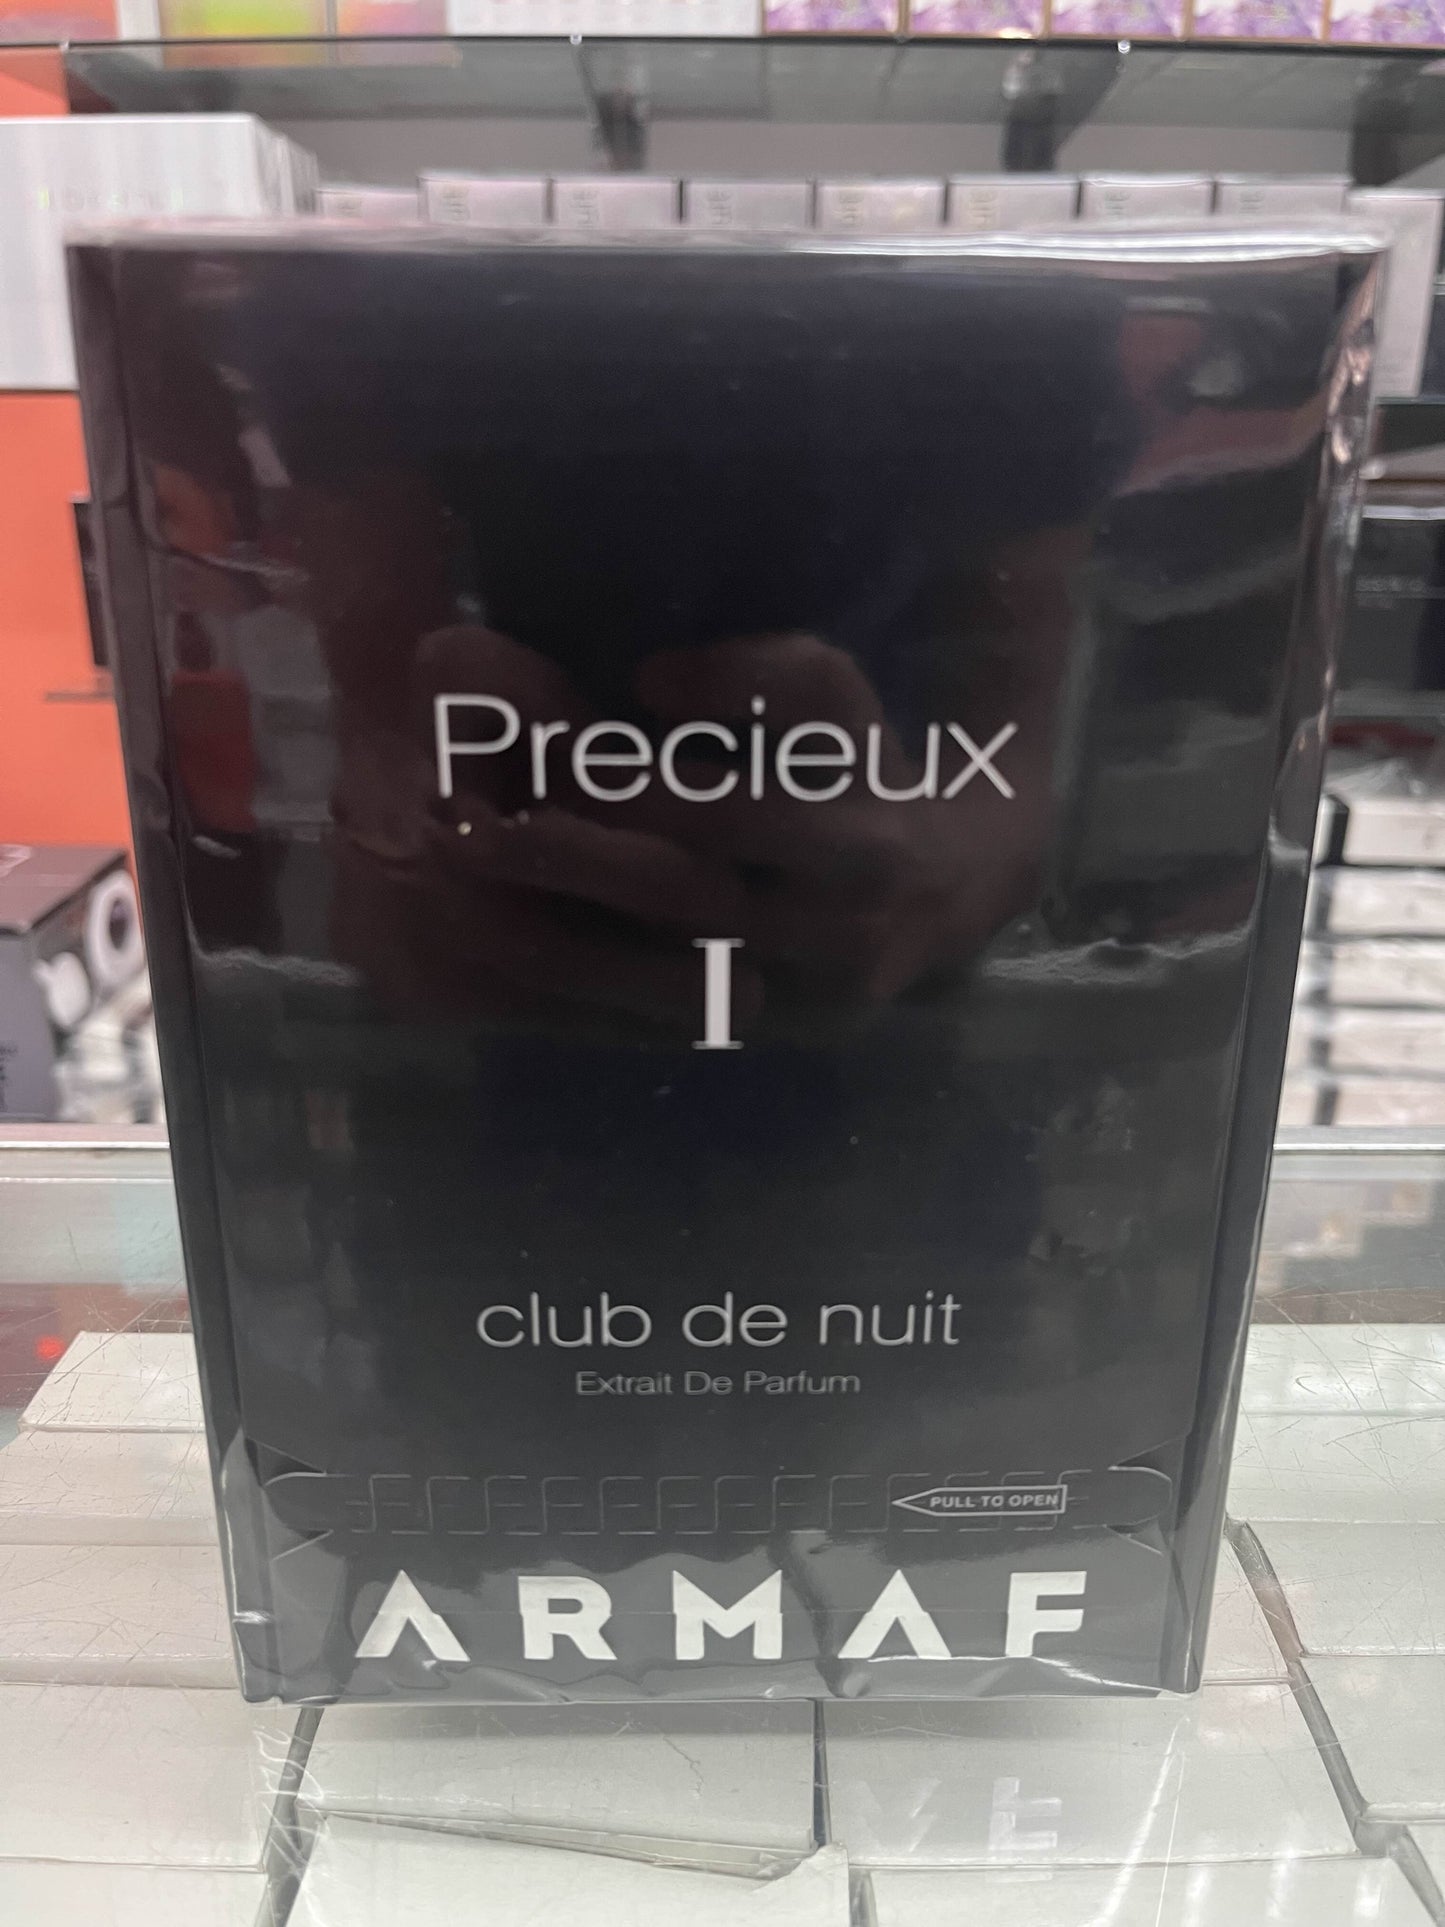 Precieux
I
club de nuit
Extrait De Parfum
PULL TO OPEN
ARMAF